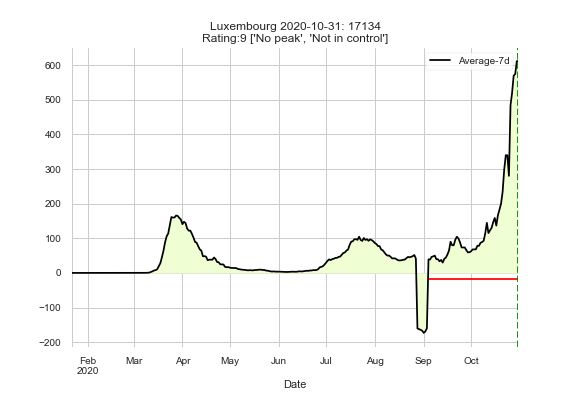 Luxembourg 2020-10-31: 17134
Rating:9 ['No peak', 'Not in control']
Average-7d
600
500
400
300
200
100
0
−100
−200
Feb Mar Apr May Jun Jul Aug Sep Oct
2020
Date